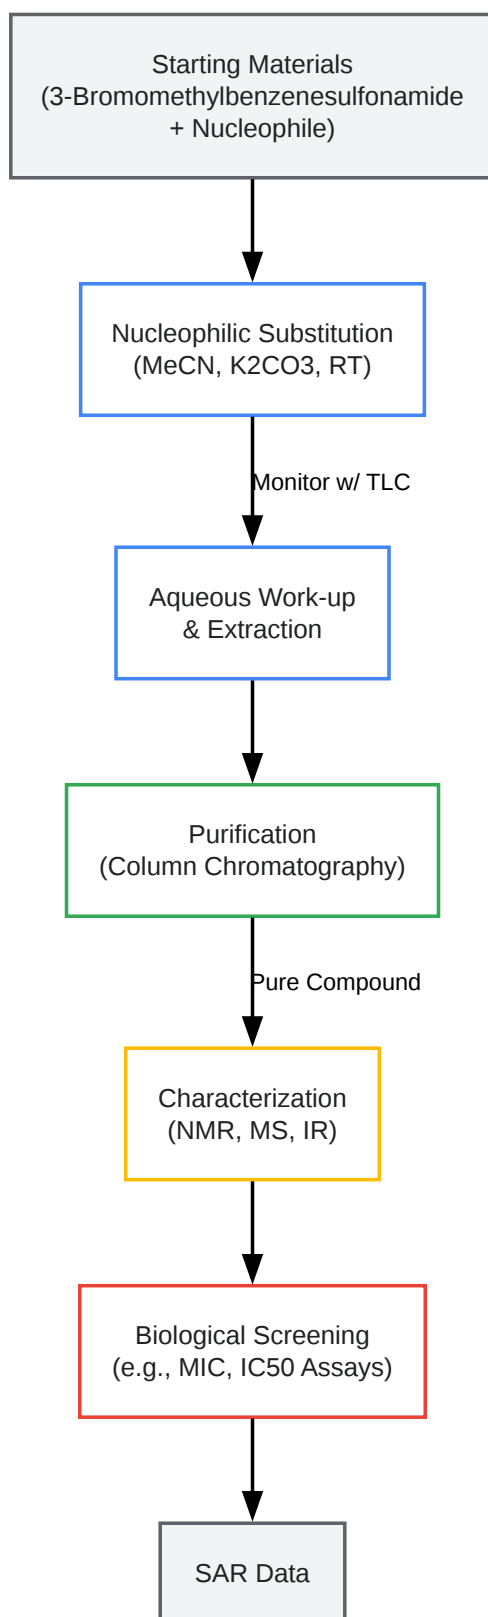 Starting Materials
(3-Bromomethylbenzenesulfonamide
+ Nucleophile)
Nucleophilic Substitution
(MeCN, K2CO3, RT)
Monitor w/ TLC
Aqueous Work-up
& Extraction
Purification
(Column Chromatography)
Pure Compound
Characterization
(NMR, MS, IR)
Biological Screening
(e.g., MIC, IC50 Assays)
SAR Data